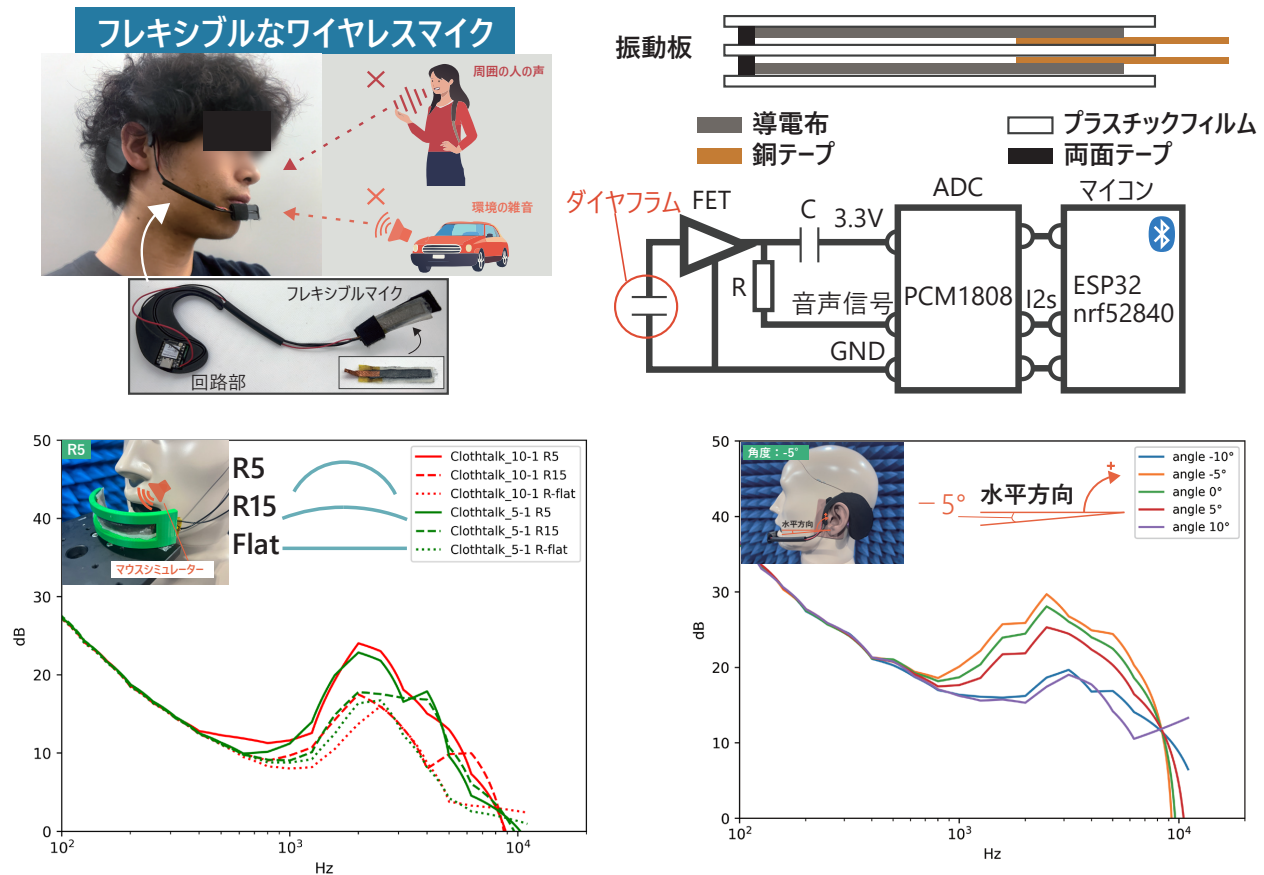 フレキシブルなワイヤレスマイク
周囲の人の声
環境の雑音
フレキシブルマイク
回路部
振動板
導電布
プラスチックフィルム
銅テープ
両面テープ
ダイヤフラム
FET
C
3.3V
ADC
マイコン
R
音声信号
GND
PCM1808
I2s
ESP32
nrf52840
R5
マウスシミュレーター
R5
R15
Flat
Clothtalk_10-1 R5
Clothtalk_10-1 R15
Clothtalk_10-1 R-flat
Clothtalk_5-1 R5
Clothtalk_5-1 R15
Clothtalk_5-1 R-flat
50
40
30
20
10
0
dB
10²
10³
10⁴
Hz
角度：-5°
水平方向
－5°
水平方向
+
angle -10°
angle -5°
angle 0°
angle 5°
angle 10°
50
40
30
20
10
0
dB
10²
10³
10⁴
Hz